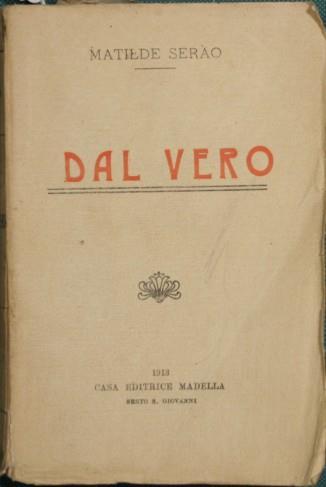 MATILDE SERAO
DAL VERO
1913
CASA EDITRICE MADELLA
SESTO S. GIOVANNI